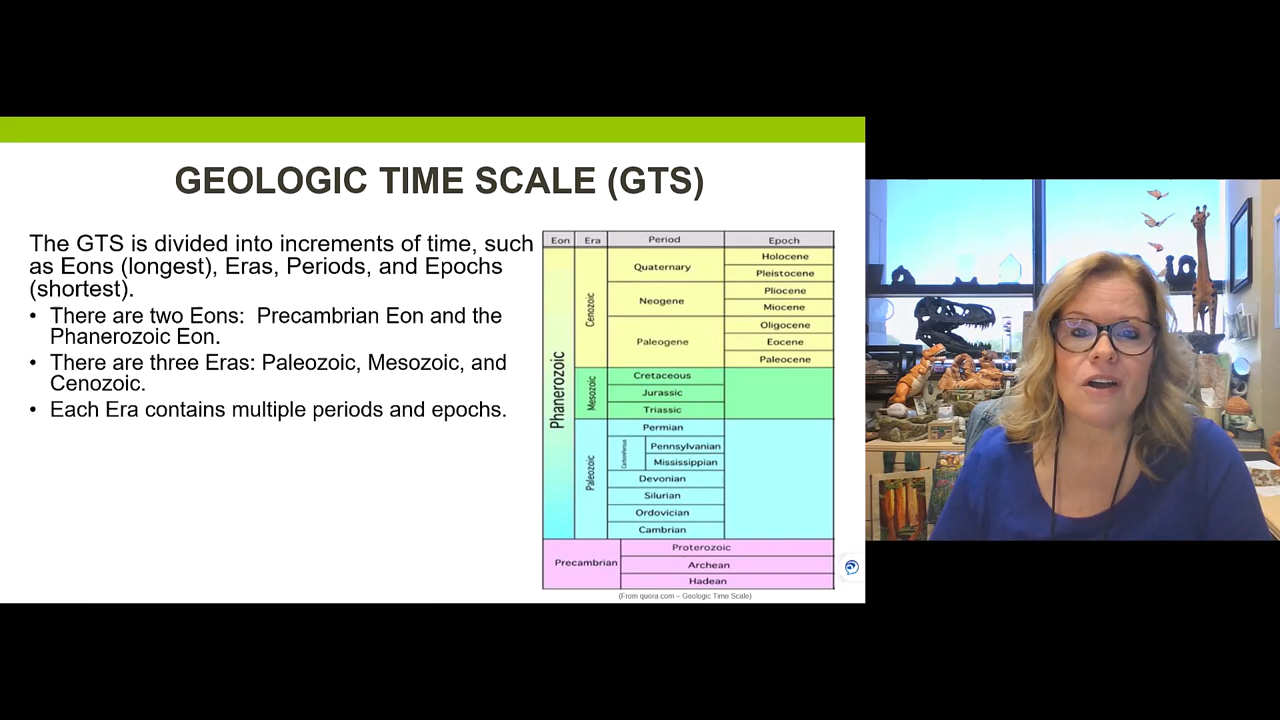 GEOLOGIC TIME SCALE (GTS)
The GTS is divided into increments of time, such
as Eons (longest), Eras, Periods, and Epochs
(shortest).
• There are two Eons:  Precambrian Eon and the
Phanerozoic Eon.
• There are three Eras: Paleozoic, Mesozoic, and
Cenozoic.
• Each Era contains multiple periods and epochs.
Eon Era Period Epoch
Phanerozoic
Cenozoic
Quaternary
Holocene
Pleistocene
Neogene
Pliocene
Miocene
Paleogene
Oligocene
Eocene
Paleocene
Mesozoic
Cretaceous
Jurassic
Triassic
Paleozoic
Permian
Carboniferous
Pennsylvanian
Mississippian
Devonian
Silurian
Ordovician
Cambrian
Precambrian
Proterozoic
Archean
Hadean
(From quora.com – Geologic Time Scale)